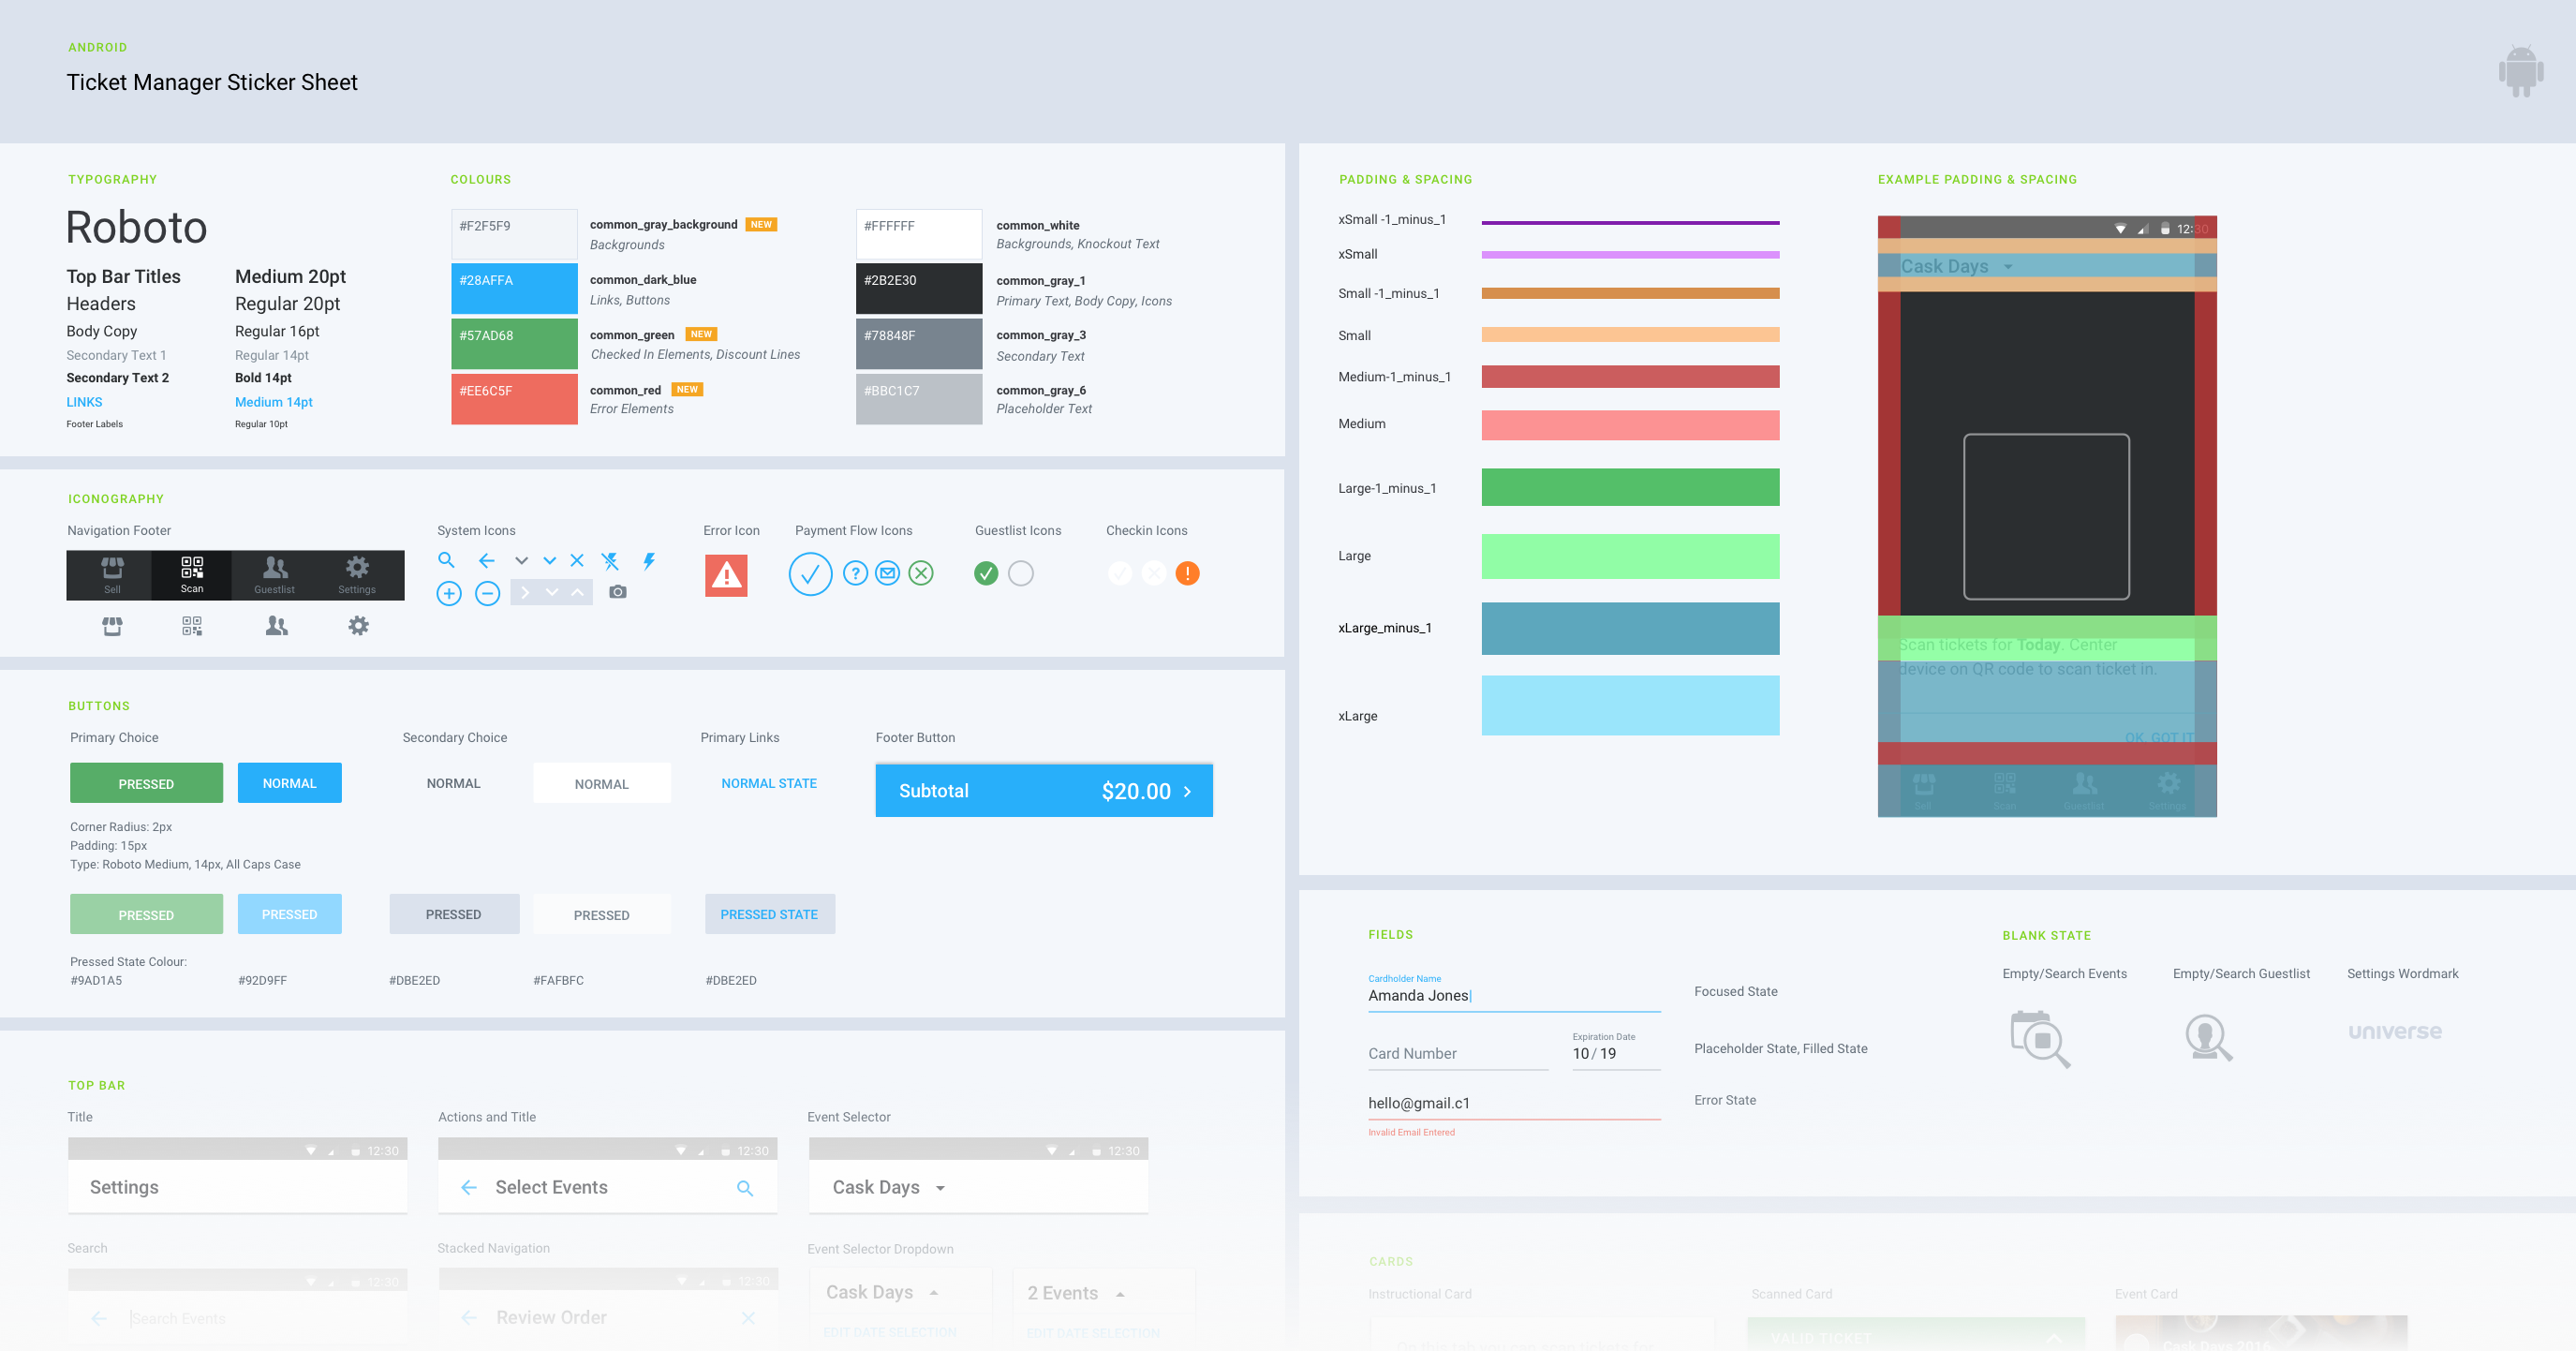 ANDROID
Ticket Manager Sticker Sheet
TYPOGRAPHY
Roboto
Top Bar Titles Medium 20pt
Headers Regular 20pt
Body Copy Regular 16pt
Secondary Text 1 Regular 14pt
Secondary Text 2 Bold 14pt
LINKS Medium 14pt
Footer Labels Regular 10pt
COLOURS
#F2F5F9 common_gray_background NEW
Backgrounds
#28AFFA common_dark_blue
Links, Buttons
#57AD68 common_green NEW
Checked In Elements, Discount Lines
#EE6C5F common_red NEW
Error Elements
#FFFFFF common_white
Backgrounds, Knockout Text
#2B2E30 common_gray_1
Primary Text, Body Copy, Icons
#78848F common_gray_3
Secondary Text
#BBC1C7 common_gray_6
Placeholder Text
ICONOGRAPHY
Navigation Footer
Sell Scan Guestlist Settings
System Icons
Error Icon
Payment Flow Icons
Guestlist Icons
Checkin Icons
BUTTONS
Primary Choice
PRESSED NORMAL
Corner Radius: 2px
Padding: 15px
Type: Roboto Medium, 14px, All Caps Case
PRESSED PRESSED
Pressed State Colour:
#9AD1A5 #92D9FF
Secondary Choice
NORMAL NORMAL
PRESSED PRESSED
#DBE2ED #FAFBFC
Primary Links
NORMAL STATE
PRESSED STATE
#DBE2ED
Footer Button
Subtotal $20.00
TOP BAR
Title
12:30
Settings
Actions and Title
12:30
Select Events
Event Selector
12:30
Cask Days
Search
12:30
Search Events
Stacked Navigation
12:30
Review Order
Event Selector Dropdown
Cask Days
EDIT DATE SELECTION
2 Events
EDIT DATE SELECTION
PADDING & SPACING
xSmall -1_minus_1
xSmall
Small -1_minus_1
Small
Medium-1_minus_1
Medium
Large-1_minus_1
Large
xLarge_minus_1
xLarge
EXAMPLE PADDING & SPACING
12:30
Cask Days
Scan tickets for Today. Center
device on QR code to scan ticket in.
OK, GOT IT
Sell Scan Guestlist Settings
FIELDS
Cardholder Name
Amanda Jones
Focused State
Card Number
Expiration Date
10 / 19
Placeholder State, Filled State
hello@gmail.c1
Invalid Email Entered
Error State
BLANK STATE
Empty/Search Events
Empty/Search Guestlist
Settings Wordmark
universe
CARDS
Instructional Card
On this tab you can scan tickets for
Scanned Card
VALID TICKET
Event Card
Cask Days 2016